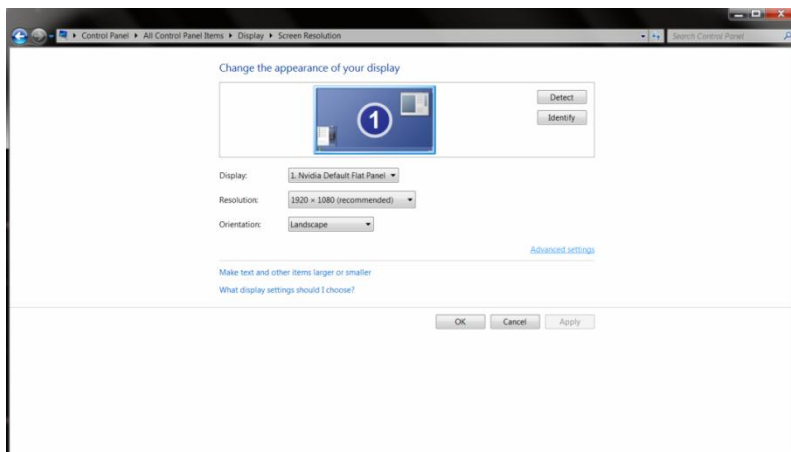 Control Panel ▸ All Control Panel Items ▸ Display ▸ Screen Resolution
Search Control Panel
Change the appearance of your display
1
Detect
Identify
Display: 1. Nvidia Default Flat Panel
Resolution: 1920 × 1080 (recommended)
Orientation: Landscape
Advanced settings
Make text and other items larger or smaller
What display settings should I choose?
OK Cancel Apply